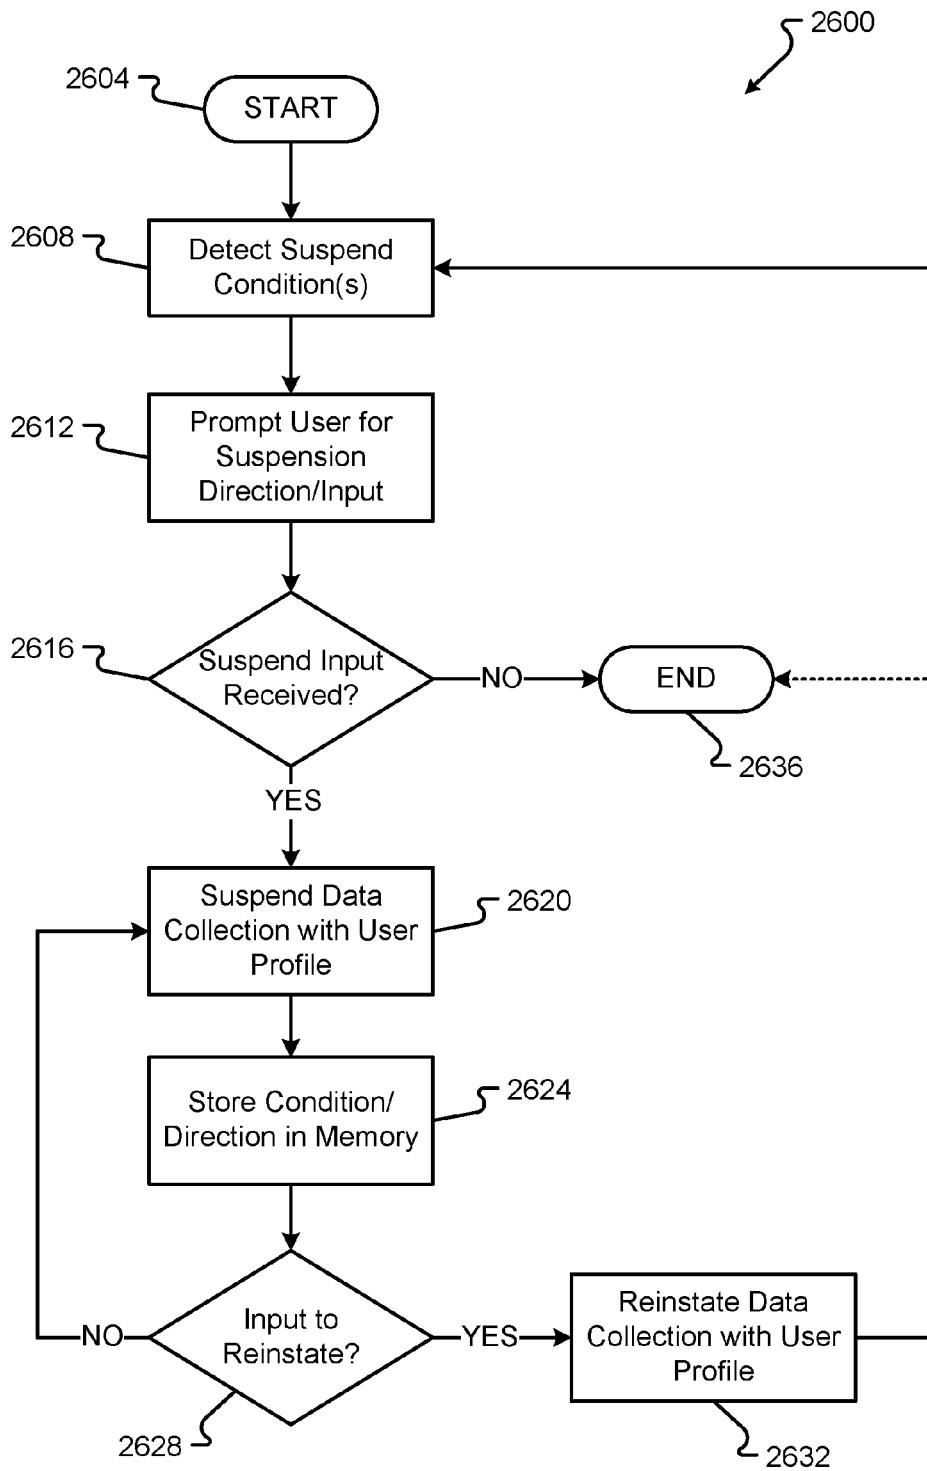 2600
2604
START
2608
Detect Suspend
Condition(s)
2612
Prompt User for
Suspension
Direction/Input
2616
Suspend Input
Received?
NO
END
2636
YES
Suspend Data
Collection with User
Profile
2620
Store Condition/
Direction in Memory
2624
Input to
Reinstate?
NO
YES
2628
Reinstate Data
Collection with User
Profile
2632